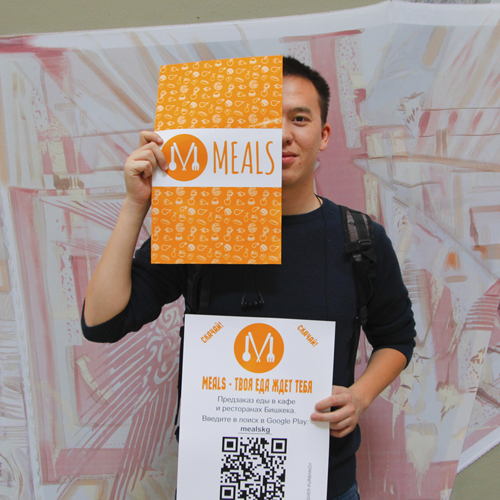 M MEALS
СКАЧАЙ!
СКАЧАЙ!
M
MEALS - ТВОЯ ЕДА ЖДЕТ ТЕБЯ
Предзаказ еды в кафе
и ресторанах Бишкека.
Введите в поиск в Google Play:
mealskg